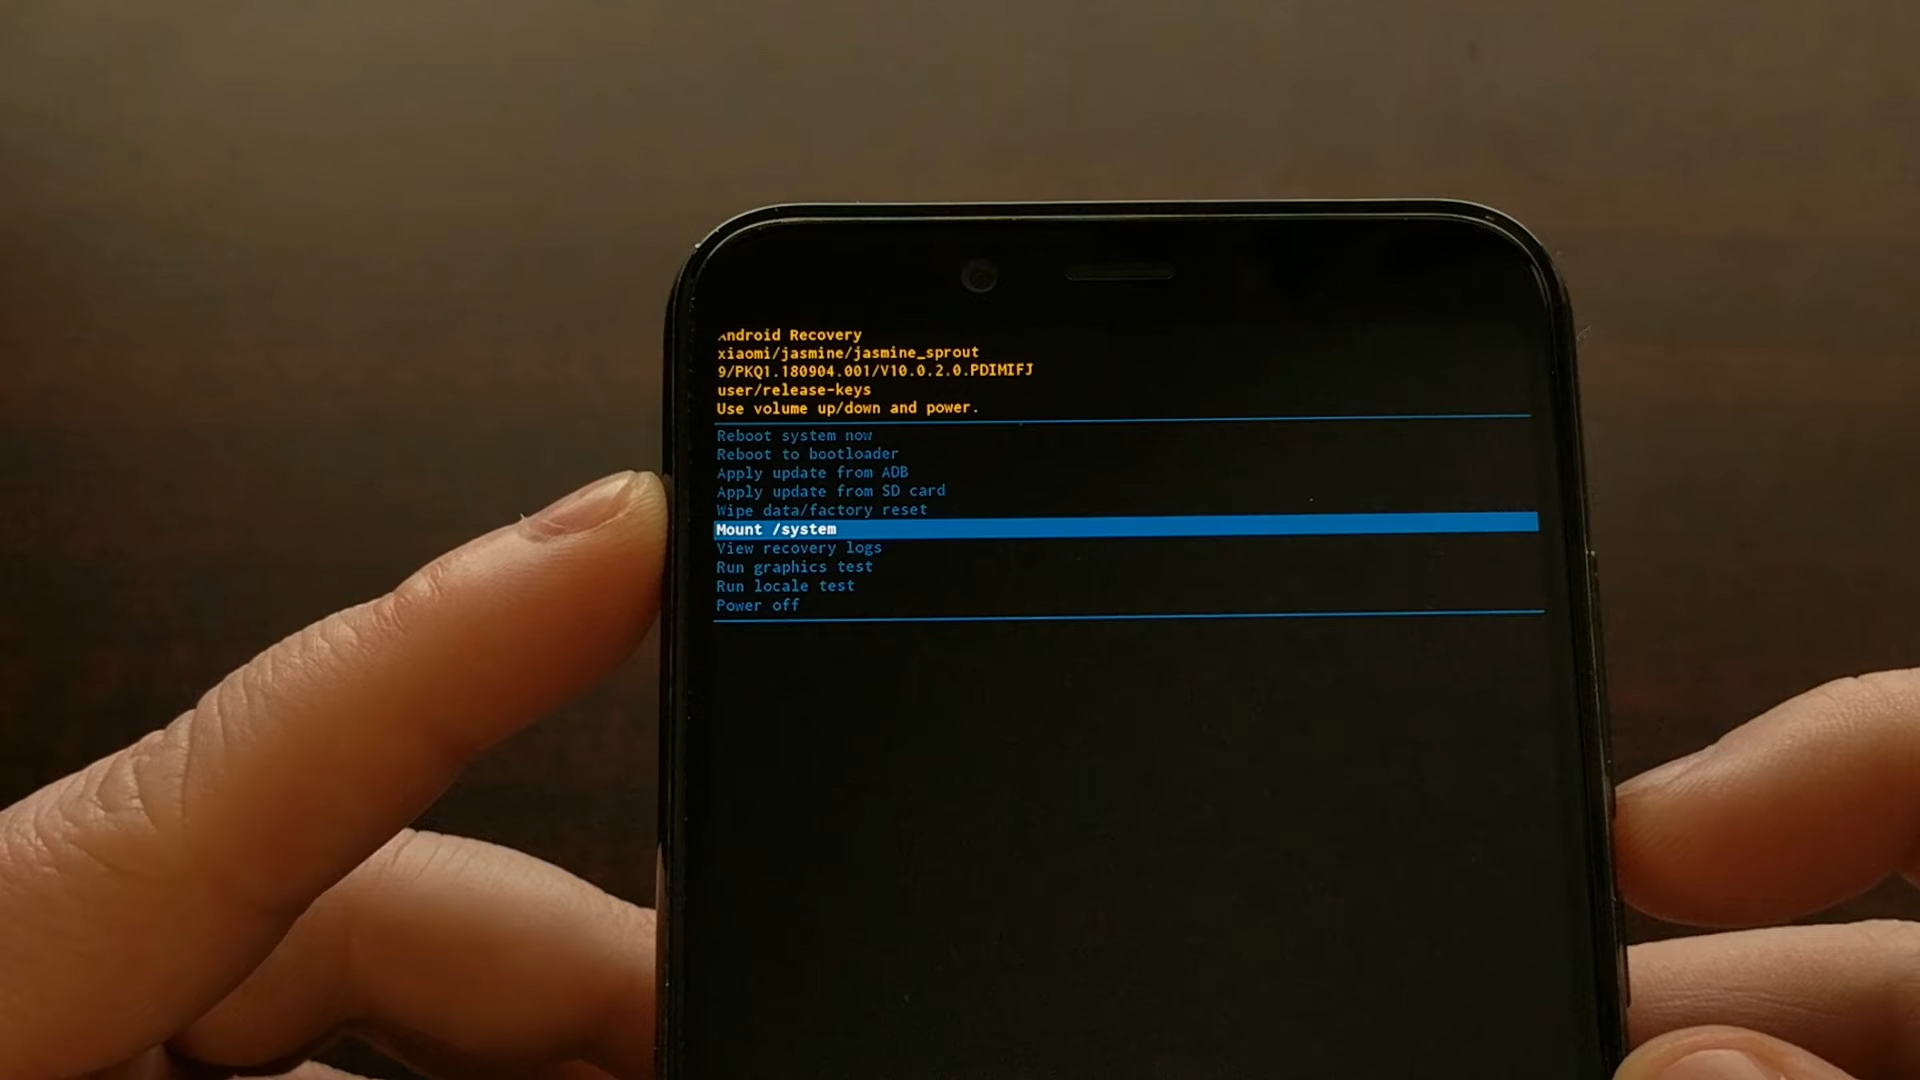 Android Recovery
xiaomi/jasmine/jasmine_sprout
9/PKQ1.180904.001/V10.0.2.0.PDIMIFJ
user/release-keys
Use volume up/down and power.
Reboot system now
Reboot to bootloader
Apply update from ADB
Apply update from SD card
Wipe data/factory reset
Mount /system
View recovery logs
Run graphics test
Run locale test
Power off